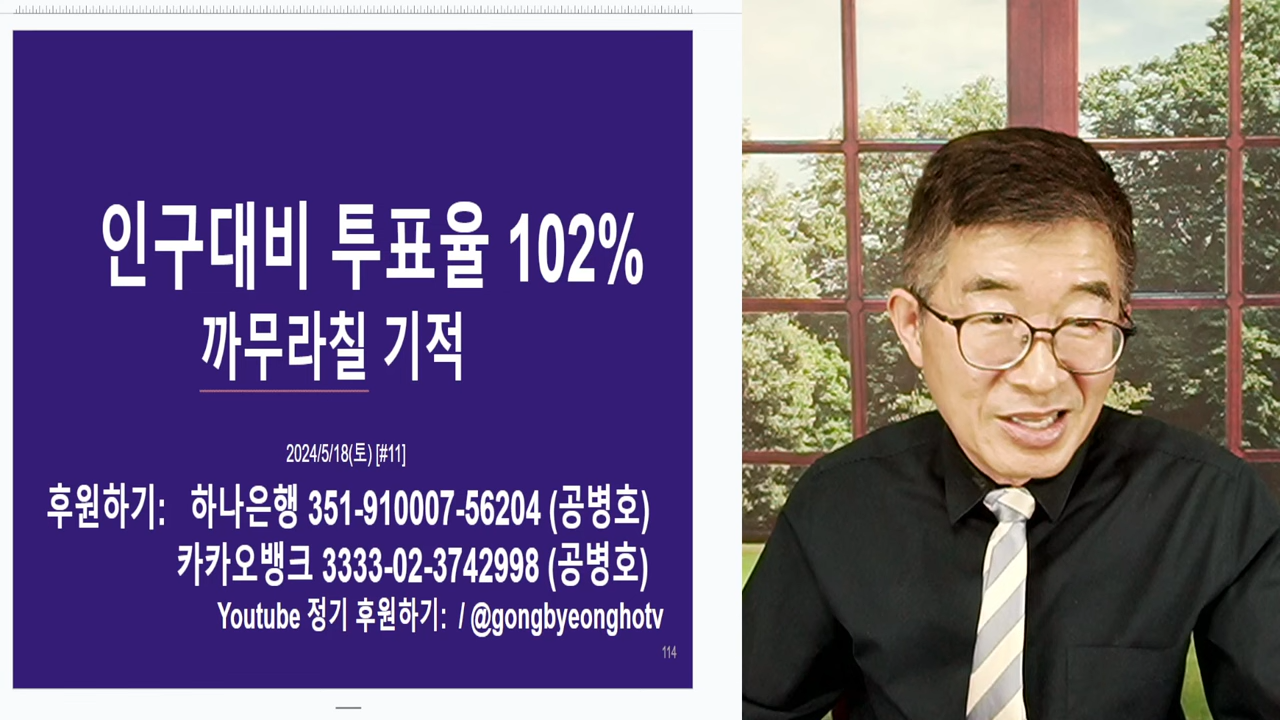 인구대비 투표율 102%
까무라칠 기적
2024/5/18(토) [#11]
후원하기: 하나은행 351-910007-56204 (공병호)
카카오뱅크 3333-02-3742998 (공병호)
Youtube 정기 후원하기: / @gongbyeonghotv
114